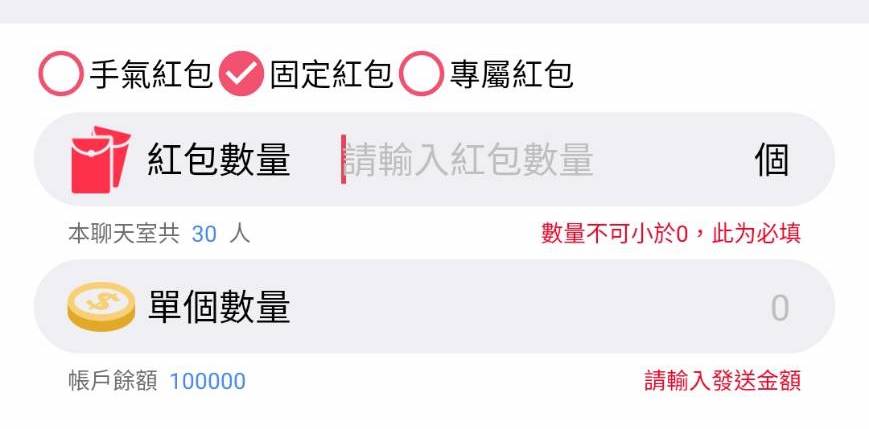 手氣紅包 固定紅包 專屬紅包
紅包數量 請輸入紅包數量 個
本聊天室共 30 人 數量不可小於0，此为必填
單個數量 0
帳戶餘額 100000 請輸入發送金額